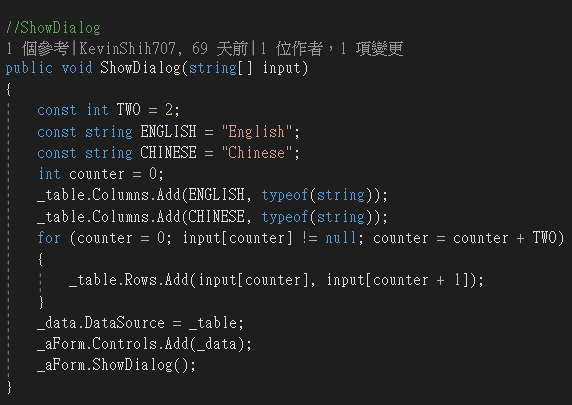 //ShowDialog
1 個參考|KevinShih707, 69 天前|1 位作者，1 項變更
public void ShowDialog(string[] input)
{
const int TWO = 2;
const string ENGLISH = "English";
const string CHINESE = "Chinese";
int counter = 0;
_table.Columns.Add(ENGLISH, typeof(string));
_table.Columns.Add(CHINESE, typeof(string));
for (counter = 0; input[counter] != null; counter = counter + TWO)
{
_table.Rows.Add(input[counter], input[counter + 1]);
}
_data.DataSource = _table;
_aForm.Controls.Add(_data);
_aForm.ShowDialog();
}